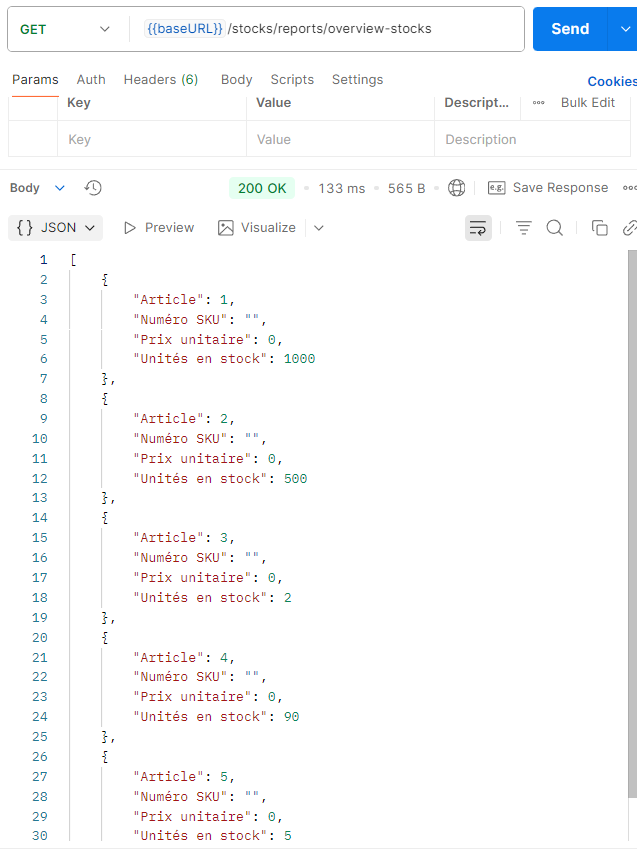 GET {{baseURL}}/stocks/reports/overview-stocks Send
Params Auth Headers (6) Body Scripts Settings Cookies
Key Value Descript... Bulk Edit
Key Value Description
Body 200 OK 133 ms 565 B e.g. Save Response
{} JSON Preview Visualize
1 [
2 {
3 "Article": 1,
4 "Numéro SKU": "",
5 "Prix unitaire": 0,
6 "Unités en stock": 1000
7 },
8 {
9 "Article": 2,
10 "Numéro SKU": "",
11 "Prix unitaire": 0,
12 "Unités en stock": 500
13 },
14 {
15 "Article": 3,
16 "Numéro SKU": "",
17 "Prix unitaire": 0,
18 "Unités en stock": 2
19 },
20 {
21 "Article": 4,
22 "Numéro SKU": "",
23 "Prix unitaire": 0,
24 "Unités en stock": 90
25 },
26 {
27 "Article": 5,
28 "Numéro SKU": "",
29 "Prix unitaire": 0,
30 "Unités en stock": 5